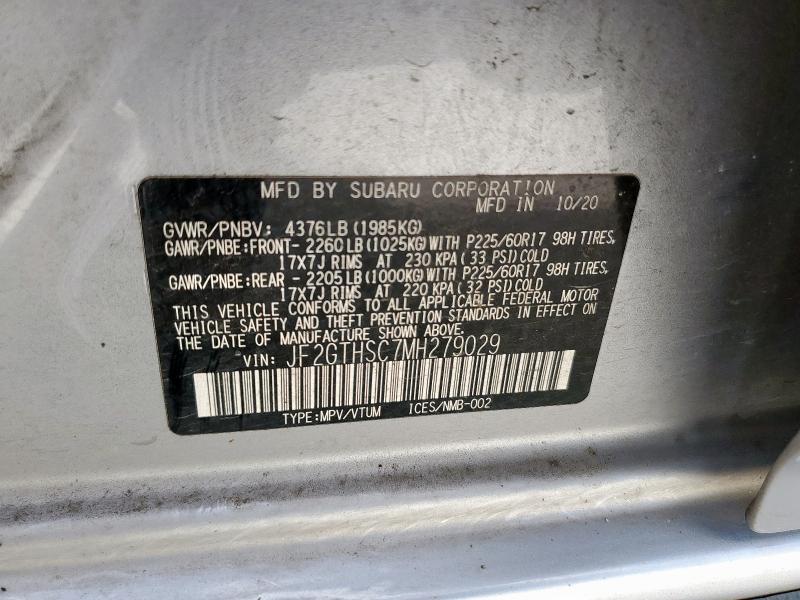 MFD BY SUBARU CORPORATION
MFD IN 10/20
GVWR/PNBV: 4376LB (1985KG)
GAWR/PNBE:FRONT- 2260LB (1025KG) WITH P225/60R17 98H TIRES,
17X7J RIMS AT 230 KPA (33 PSI) COLD
GAWR/PNBE:REAR - 2205LB (1000KG) WITH P225/60R17 98H TIRES,
17X7J RIMS AT 220 KPA (32 PSI) COLD
THIS VEHICLE CONFORMS TO ALL APPLICABLE FEDERAL MOTOR
VEHICLE SAFETY AND THEFT PREVENTION STANDARDS IN EFFECT ON
THE DATE OF MANUFACTURE SHOWN ABOVE.
VIN: JF2GTHSC7MH279029
TYPE:MPV/VTUM ICES/NMB-002